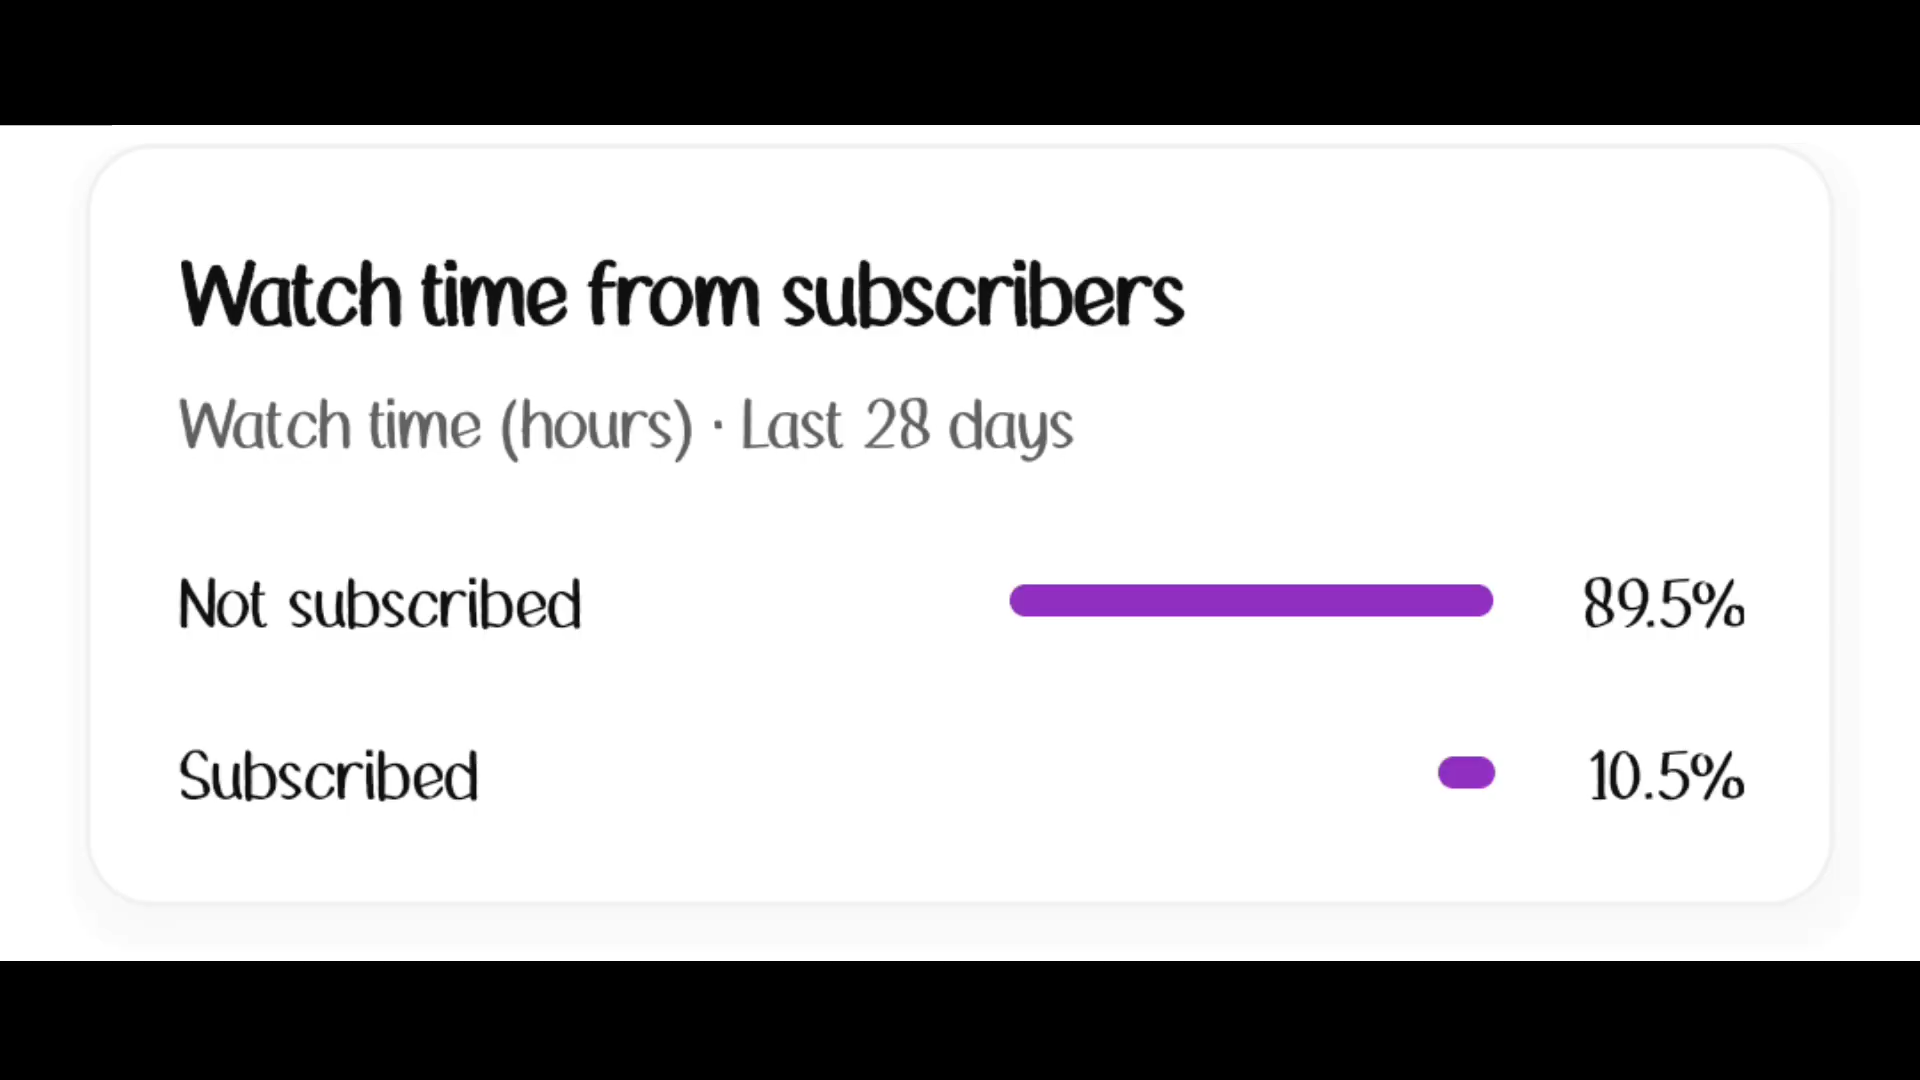 Watch time from subscribers
Watch time (hours) · Last 28 days
Not subscribed 89.5%
Subscribed 10.5%